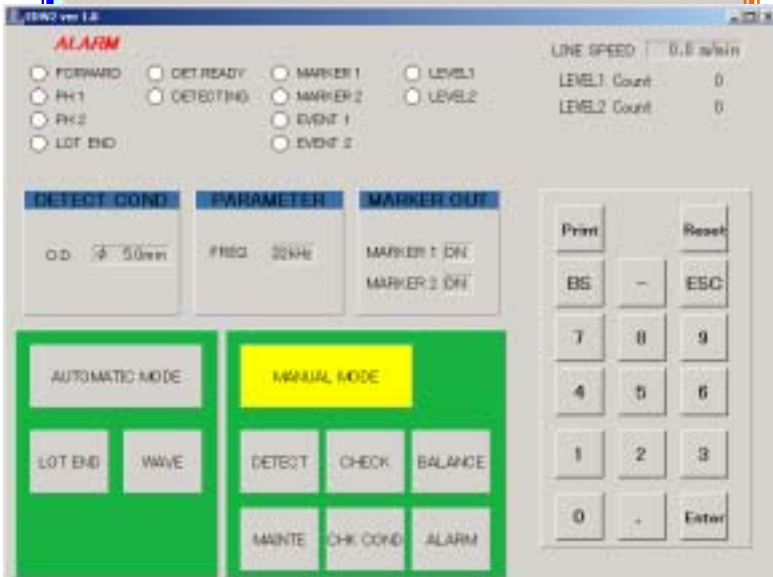 ver 1.0
ALARM
LINE SPEED 0.0 m/min
FORWARD DET.READY MARKER 1 LEVEL1
LEVEL1 Count 0
PH 1 DETECTING MARKER 2 LEVEL2
LEVEL2 Count 0
PH 2 EVENT 1
LOT END EVENT 2
DETECT COND PARAMETER MARKER OUT
O.D. φ 5.0mm FREQ 32kHz MARKER 1 ON
MARKER 2 ON
Print Reset
BS - ESC
7 8 9
4 5 6
1 2 3
0 . Enter
AUTOMATIC MODE MANUAL MODE
LOT END WAVE DETECT CHECK BALANCE
MAINTE CHK COND ALARM